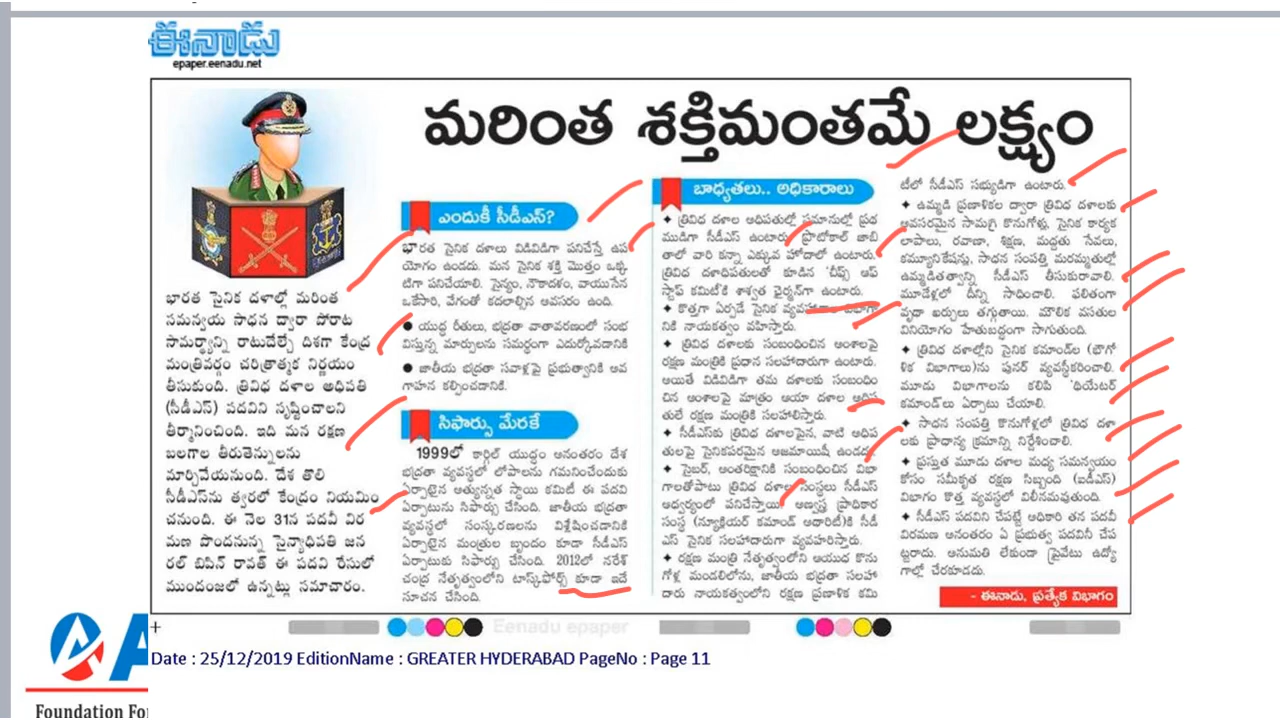 ఈనాడు
epaper.eenadu.net
మరింత శక్తిమంతమే లక్ష్యం
భారత సైనిక దళాల్లో మరింత
సమన్వయ సాధన ద్వారా పోరాట
సామర్థ్యాన్ని రాటుదేల్చే దిశగా కేంద్ర
మంత్రివర్గం చరిత్రాత్మక నిర్ణయం
తీసుకుంది. త్రివిధ దళాల అధిపతి
(సీడీఎస్) పదవిని సృష్టించాలని
తీర్మానించింది. ఇది మన రక్షణ
బలగాల తీరుతెన్నులను
మార్చివేయనుంది. దేశ తొలి
సీడీఎస్‌ను త్వరలో కేంద్రం నియమిం
చనుంది. ఈ నెల 31న పదవీ విర
మణ పొందనున్న సైన్యాధిపతి జన
రల్ బిపిన్ రావత్ ఈ పదవి రేసులో
ముందంజలో ఉన్నట్లు సమాచారం.
ఎందుకీ సీడీఎస్?
భారత సైనిక దళాలు విడివిడిగా పనిచేస్తే ఉప
యోగం ఉండదు. మన సైనిక శక్తి మొత్తం ఒక్క
టిగా పనిచేయాలి. సైన్యం, నౌకాదళం, వాయుసేన
ఒకేసారి, వేగంతో కదలాల్సిన అవసరం ఉంది.
● యుద్ధ రీతులు, భద్రతా వాతావరణంలో సంభ
విస్తున్న మార్పులను సమర్థంగా ఎదుర్కోవడానికి
● జాతీయ భద్రతా సవాళ్లపై ప్రభుత్వానికి అవ
గాహన కల్పించడానికి.
సిఫార్సు మేరకే
1999లో కార్గిల్ యుద్ధం అనంతరం దేశ
భద్రతా వ్యవస్థలో లోపాలను గమనించేందుకు
ఏర్పాటైన అత్యున్నత స్థాయి కమిటీ ఈ పదవి
ఏర్పాటును సిఫార్సు చేసింది. జాతీయ భద్రతా
వ్యవస్థలో సంస్కరణలను విశ్లేషించడానికి
ఏర్పాటైన మంత్రుల బృందం కూడా సీడీఎస్
ఏర్పాటుకు సిఫార్సు చేసింది. 2012లో నరేశ్
చంద్ర నేతృత్వంలోని టాస్క్‌ఫోర్స్ కూడా ఇదే
సూచన చేసింది.
బాధ్యతలు.. అధికారాలు
✦ త్రివిధ దళాల అధిపతుల్లో సమానుల్లో ప్రథ
ముడిగా సీడీఎస్ ఉంటారు. ప్రొటోకాల్ జాబి
తాలో వారి కన్నా ఎక్కువ హోదాలో ఉంటారు.
త్రివిధ దళాధిపతులతో కూడిన 'చీఫ్స్ ఆఫ్
స్టాఫ్ కమిటీ'కి శాశ్వత ఛైర్మన్‌గా ఉంటారు.
✦ కొత్తగా ఏర్పడే సైనిక వ్యవహారాల విభాగా
నికి నాయకత్వం వహిస్తారు.
✦ త్రివిధ దళాలకు సంబంధించిన అంశాలపై
రక్షణ మంత్రికి ప్రధాన సలహాదారుగా ఉంటారు.
అయితే విడివిడిగా తమ దళాలకు సంబంధిం
చిన అంశాలపై మాత్రం ఆయా దళాల అధిప
తులే రక్షణ మంత్రికి సలహాలిస్తారు.
✦ సీడీఎస్‌కు త్రివిధ దళాలపైన, వాటి అధిప
తులపై సైనికపరమైన అజమాయిషీ ఉండదు.
✦ సైబర్, అంతరిక్షానికి సంబంధించిన విభా
గాలతోపాటు త్రివిధ దళాల సంస్థలు సీడీఎస్
ఆధ్వర్యంలో పనిచేస్తాయి. అణ్వస్త్ర ప్రాధికార
సంస్థ (న్యూక్లియర్ కమాండ్ అథారిటీ)కి సీడీ
ఎస్ సైనిక సలహాదారుగా వ్యవహరిస్తారు.
✦ రక్షణ మంత్రి నేతృత్వంలోని ఆయుధ కొను
గోళ్ల మండలిలోను, జాతీయ భద్రతా సలహా
దారు నాయకత్వంలోని రక్షణ ప్రణాళిక కమి
టీలో సీడీఎస్ సభ్యుడిగా ఉంటారు.
✦ ఉమ్మడి ప్రణాళికల ద్వారా త్రివిధ దళాలకు
అవసరమైన సామగ్రి కొనుగోళ్లు, సైనిక కార్యక
లాపాలు, రవాణా, శిక్షణ, మద్దతు సేవలు,
కమ్యూనికేషన్లు, సాధన సంపత్తి మరమ్మతుల్లో
ఉమ్మడితత్వాన్ని సీడీఎస్ తీసుకురావాలి.
మూడేళ్లలో దీన్ని సాధించాలి. ఫలితంగా
వృథా ఖర్చులు తగ్గుతాయి. మౌలిక వసతుల
వినియోగం హేతుబద్ధంగా సాగుతుంది.
✦ త్రివిధ దళాల్లోని సైనిక కమాండ్‌ల (భౌగో
ళిక విభాగాలు)ను పునర్ వ్యవస్థీకరించాలి.
మూడు విభాగాలను కలిపి 'థియేటర్
కమాండ్'లు ఏర్పాటు చేయాలి.
✦ సాధన సంపత్తి కొనుగోళ్లలో త్రివిధ దళా
లకు ప్రాధాన్య క్రమాన్ని నిర్దేశించాలి.
✦ ప్రస్తుత మూడు దళాల మధ్య సమన్వయం
కోసం సమీకృత రక్షణ సిబ్బంది (ఐడీఎస్)
విభాగం కొత్త వ్యవస్థలో విలీనమవుతుంది.
✦ సీడీఎస్ పదవిని చేపట్టే అధికారి తన పదవీ
విరమణ అనంతరం ఏ ప్రభుత్వ పదవినీ చేప
ట్టరాదు. అనుమతి లేకుండా ప్రైవేటు ఉద్యో
గాల్లో చేరకూడదు.
- ఈనాడు, ప్రత్యేక విభాగం
Eenadu epaper
Date : 25/12/2019 EditionName : GREATER HYDERABAD PageNo : Page 11
Foundation For